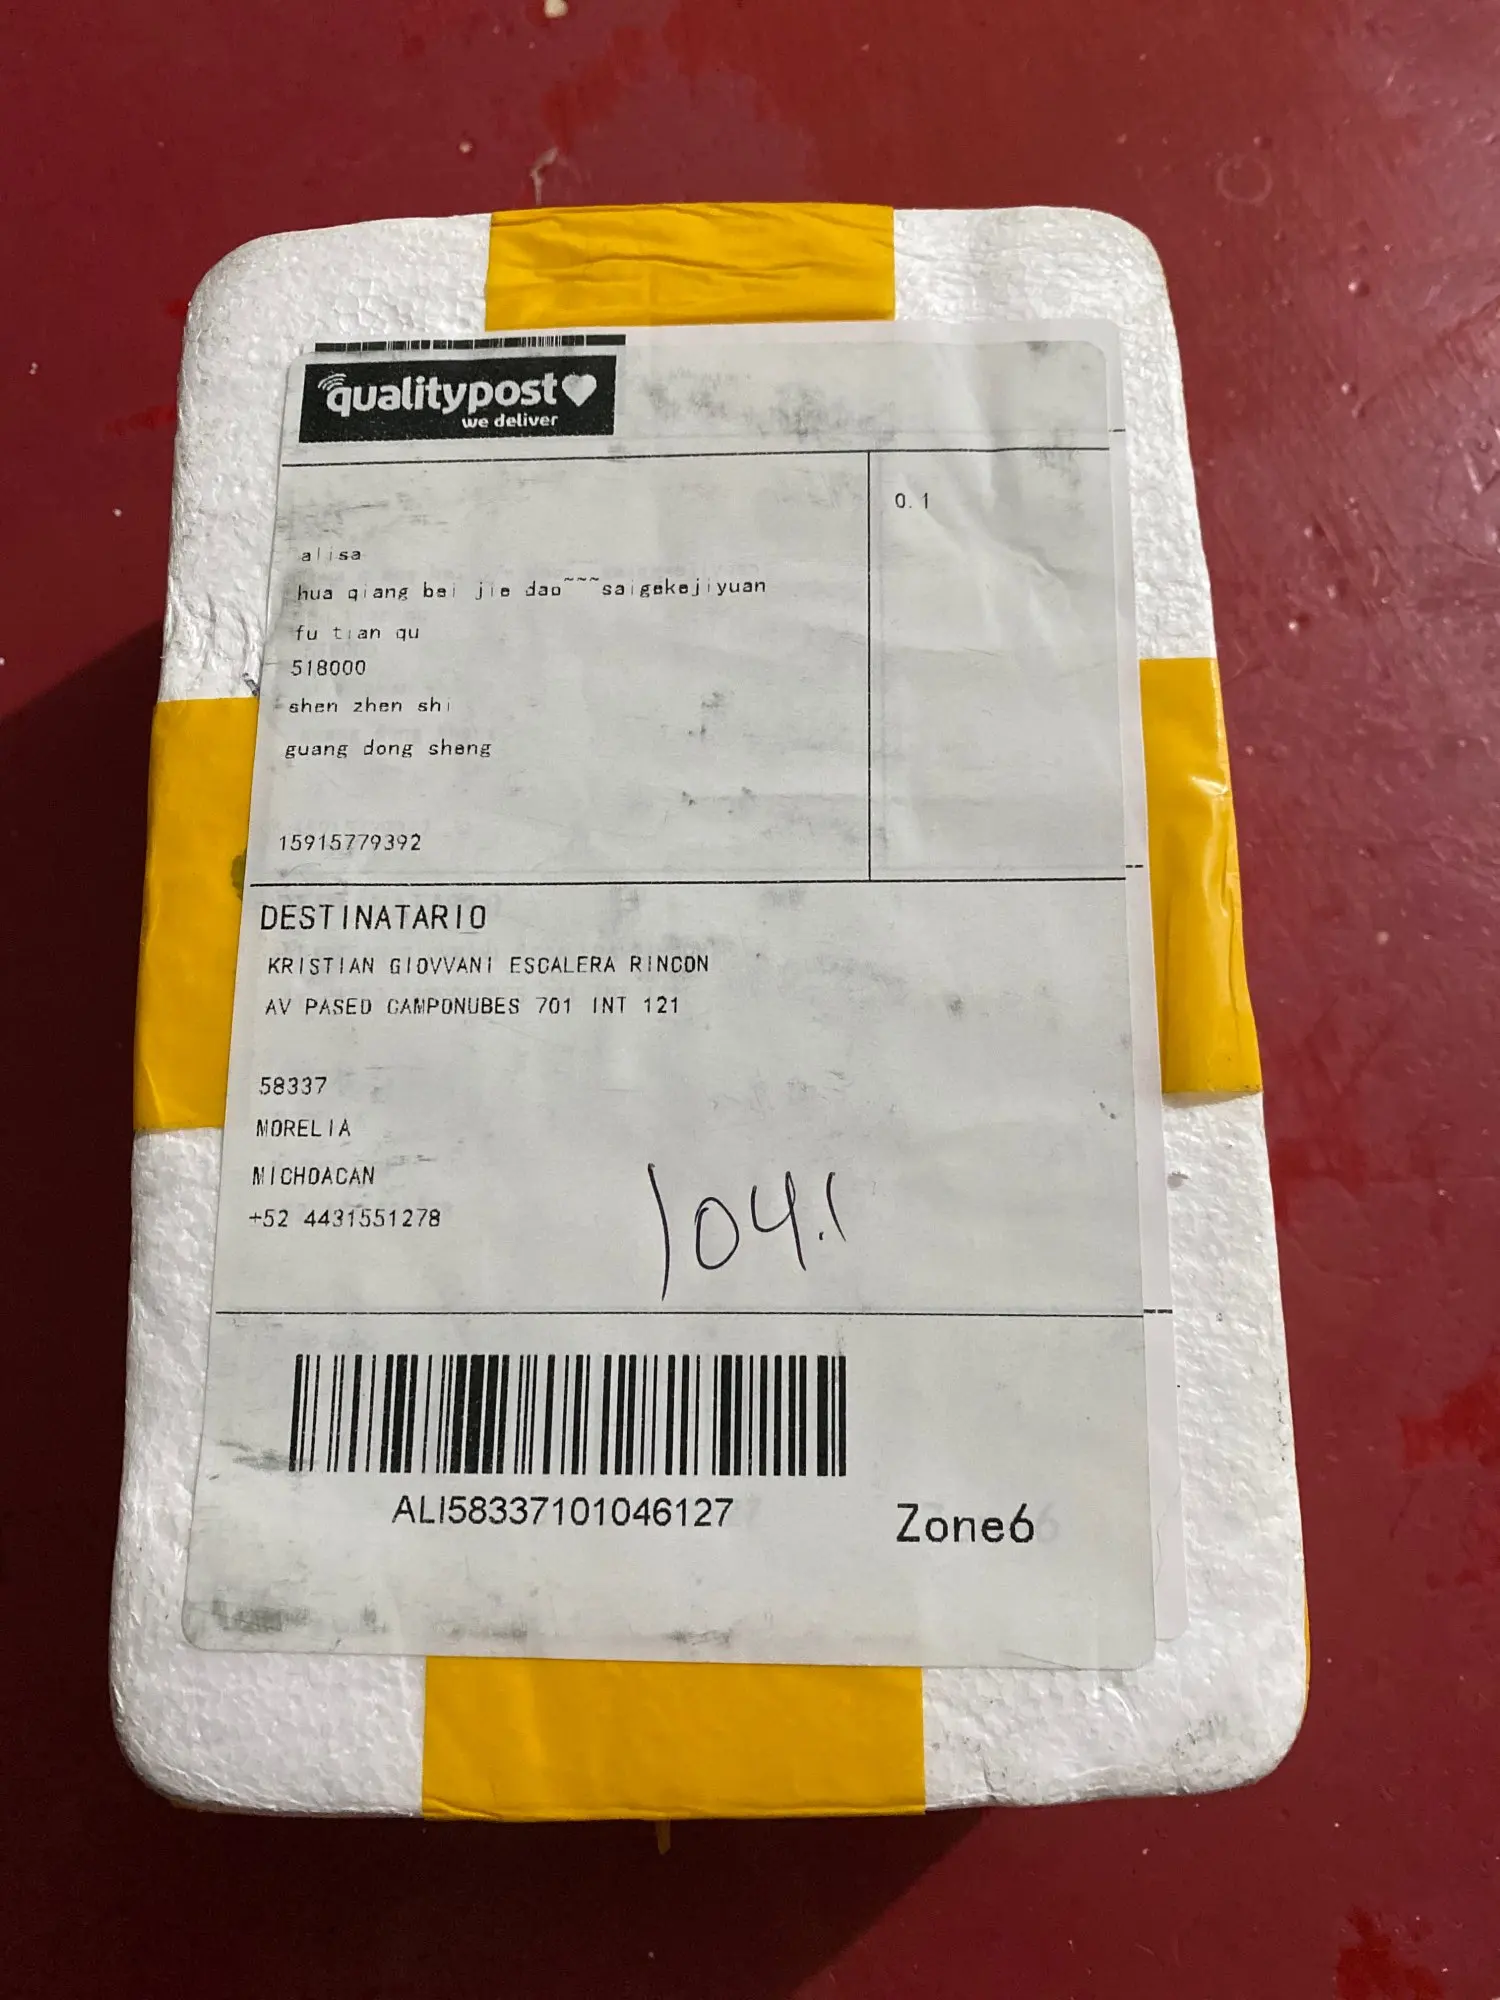 qualitypost
we deliver
0.1
alisa
hua qiang bei jie dao~~~saigekejiyuan
fu tian qu
518000
shen zhen shi
guang dong sheng
15915779392
DESTINATARIO
KRISTIAN GIOVVANI ESCALERA RINCON
AV PASEO CAMPONUBES 701 INT 121
58337
MORELIA
MICHOACAN
+52 4431551278
104.1
ALI58337101046127
Zone6